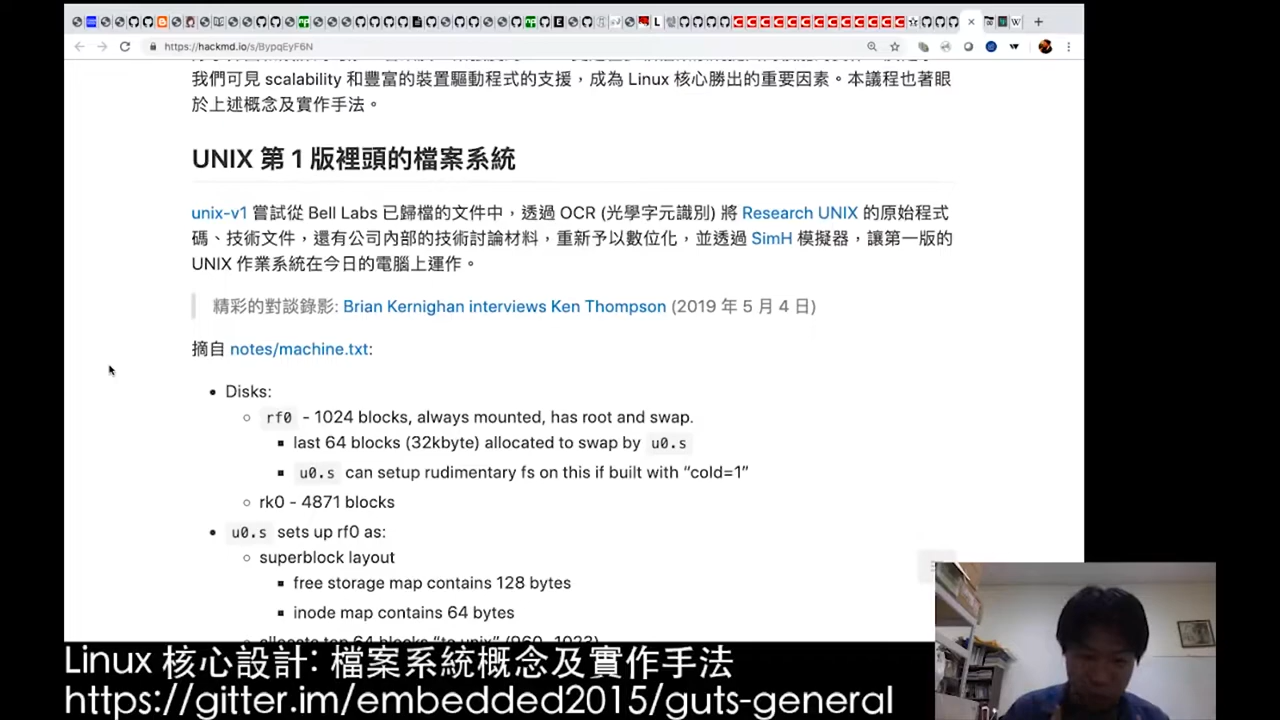 https://hackmd.io/s/BypqEyF6N
我們可見 scalability 和豐富的裝置驅動程式的支援，成為 Linux 核心勝出的重要因素。本議程也著眼
於上述概念及實作手法。
UNIX 第 1 版裡頭的檔案系統
unix-v1 嘗試從 Bell Labs 已歸檔的文件中，透過 OCR (光學字元識別) 將 Research UNIX 的原始程式
碼、技術文件，還有公司內部的技術討論材料，重新予以數位化，並透過 SimH 模擬器，讓第一版的
UNIX 作業系統在今日的電腦上運作。
精彩的對談錄影: Brian Kernighan interviews Ken Thompson (2019 年 5 月 4 日)
摘自 notes/machine.txt:
Disks:
rf0 - 1024 blocks, always mounted, has root and swap.
last 64 blocks (32kbyte) allocated to swap by u0.s
u0.s can setup rudimentary fs on this if built with “cold=1”
rk0 - 4871 blocks
u0.s sets up rf0 as:
superblock layout
free storage map contains 128 bytes
inode map contains 64 bytes
allocates top 64 blocks “to unix” (960..1023)
Linux 核心設計: 檔案系統概念及實作手法
https://gitter.im/embedded2015/guts-general